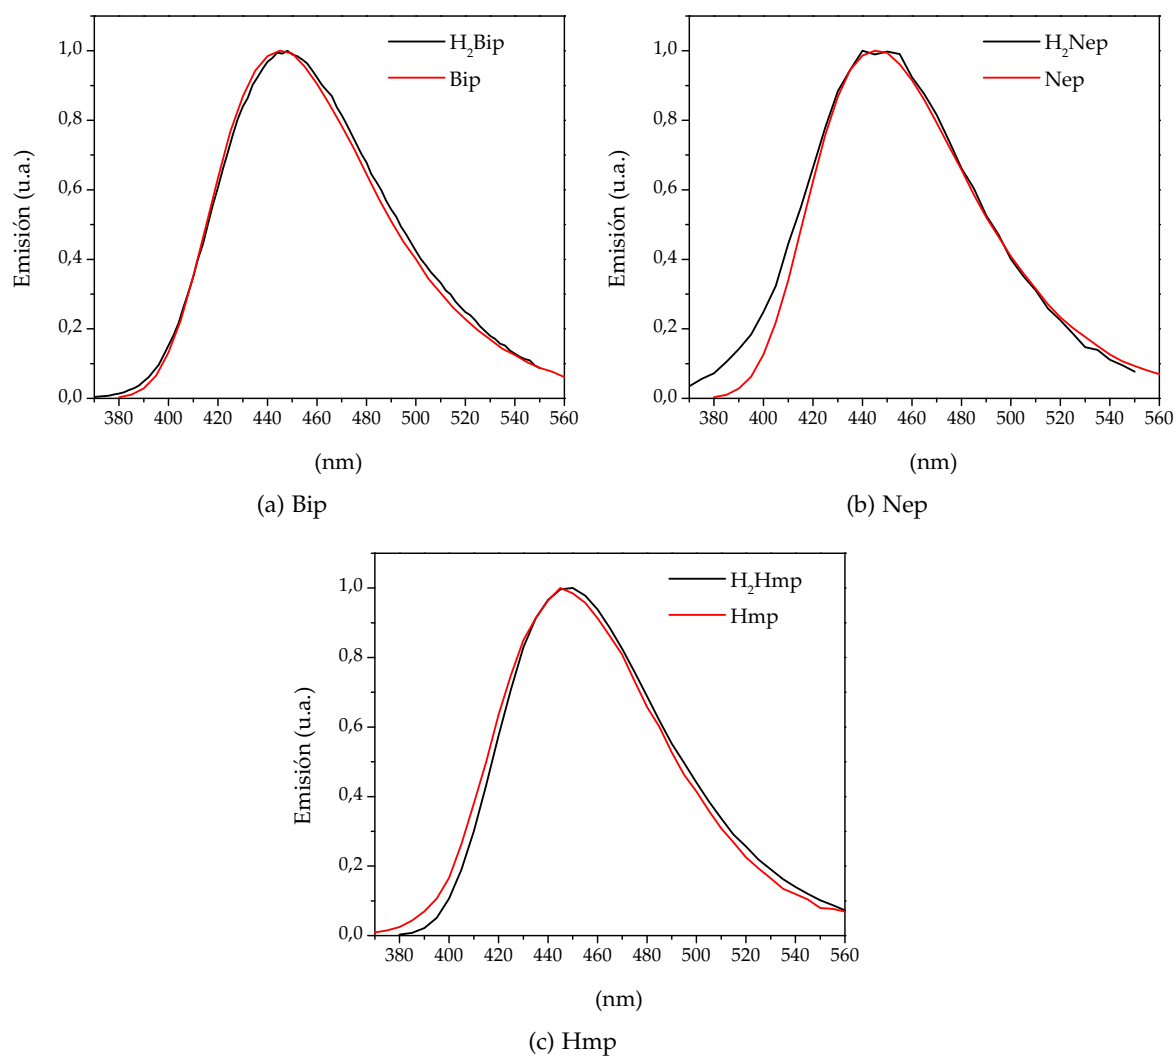 H₂Bip
Bip
Emisión (u.a.)
1,0
0,8
0,6
0,4
0,2
0,0
380 400 420 440 460 480 500 520 540 560
(nm)
(a) Bip
H₂Nep
Nep
Emisión (u.a.)
1,0
0,8
0,6
0,4
0,2
0,0
380 400 420 440 460 480 500 520 540 560
(nm)
(b) Nep
H₂Hmp
Hmp
Emisión (u.a.)
1,0
0,8
0,6
0,4
0,2
0,0
380 400 420 440 460 480 500 520 540 560
(nm)
(c) Hmp